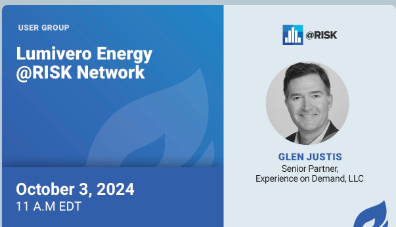 USER GROUP
Lumivero Energy
@RISK Network
October 3, 2024
11 A.M EDT
@RISK
GLEN JUSTIS
Senior Partner,
Experience on Demand, LLC